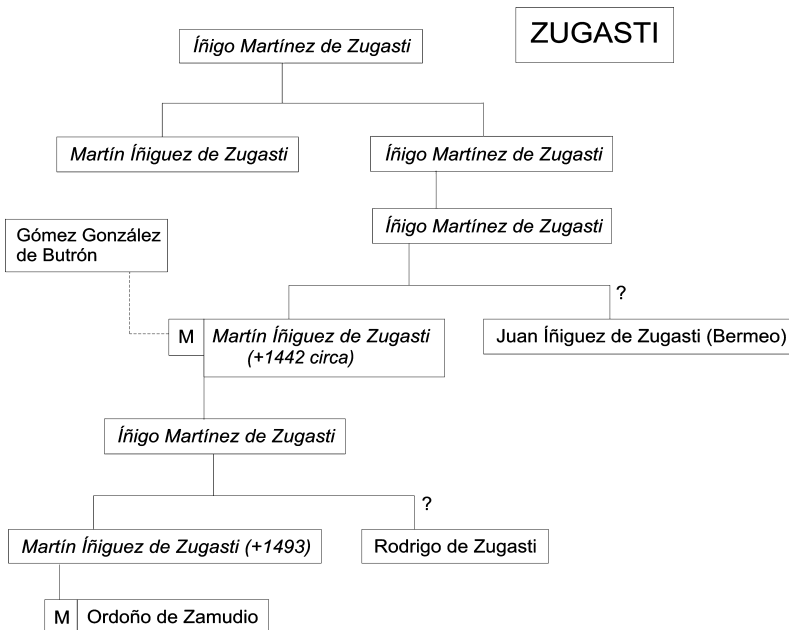 ZUGASTI
Íñigo Martínez de Zugasti
Martín Íñiguez de Zugasti
Íñigo Martínez de Zugasti
Íñigo Martínez de Zugasti
Gómez González
de Butrón
?
M
Martín Íñiguez de Zugasti
(+1442 circa)
Juan Íñiguez de Zugasti (Bermeo)
Íñigo Martínez de Zugasti
?
Martín Íñiguez de Zugasti (+1493)
Rodrigo de Zugasti
M
Ordoño de Zamudio